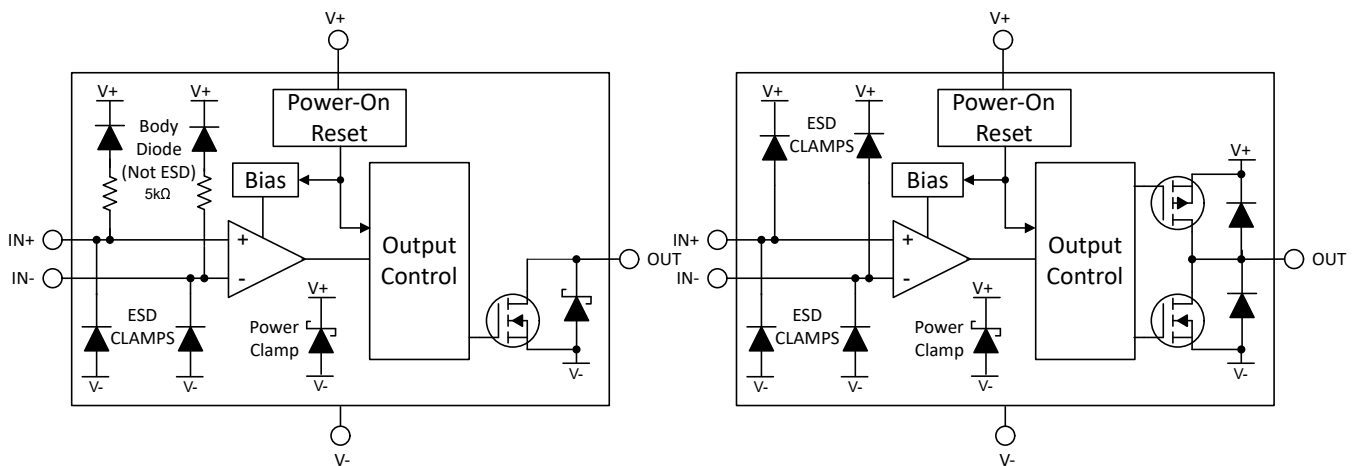 V+
Power-On
Reset
V+
V+
Body
Diode
(Not ESD)
5kΩ
Bias
IN+
IN-
+
-
Output
Control
OUT
ESD
CLAMPS
V+
Power
Clamp
V-
V-
V-
V-
V-
V+
Power-On
Reset
V+
V+
ESD
CLAMPS
Bias
V+
IN+
IN-
+
-
Output
Control
OUT
ESD
CLAMPS
V+
Power
Clamp
V-
V-
V-
V-
V-